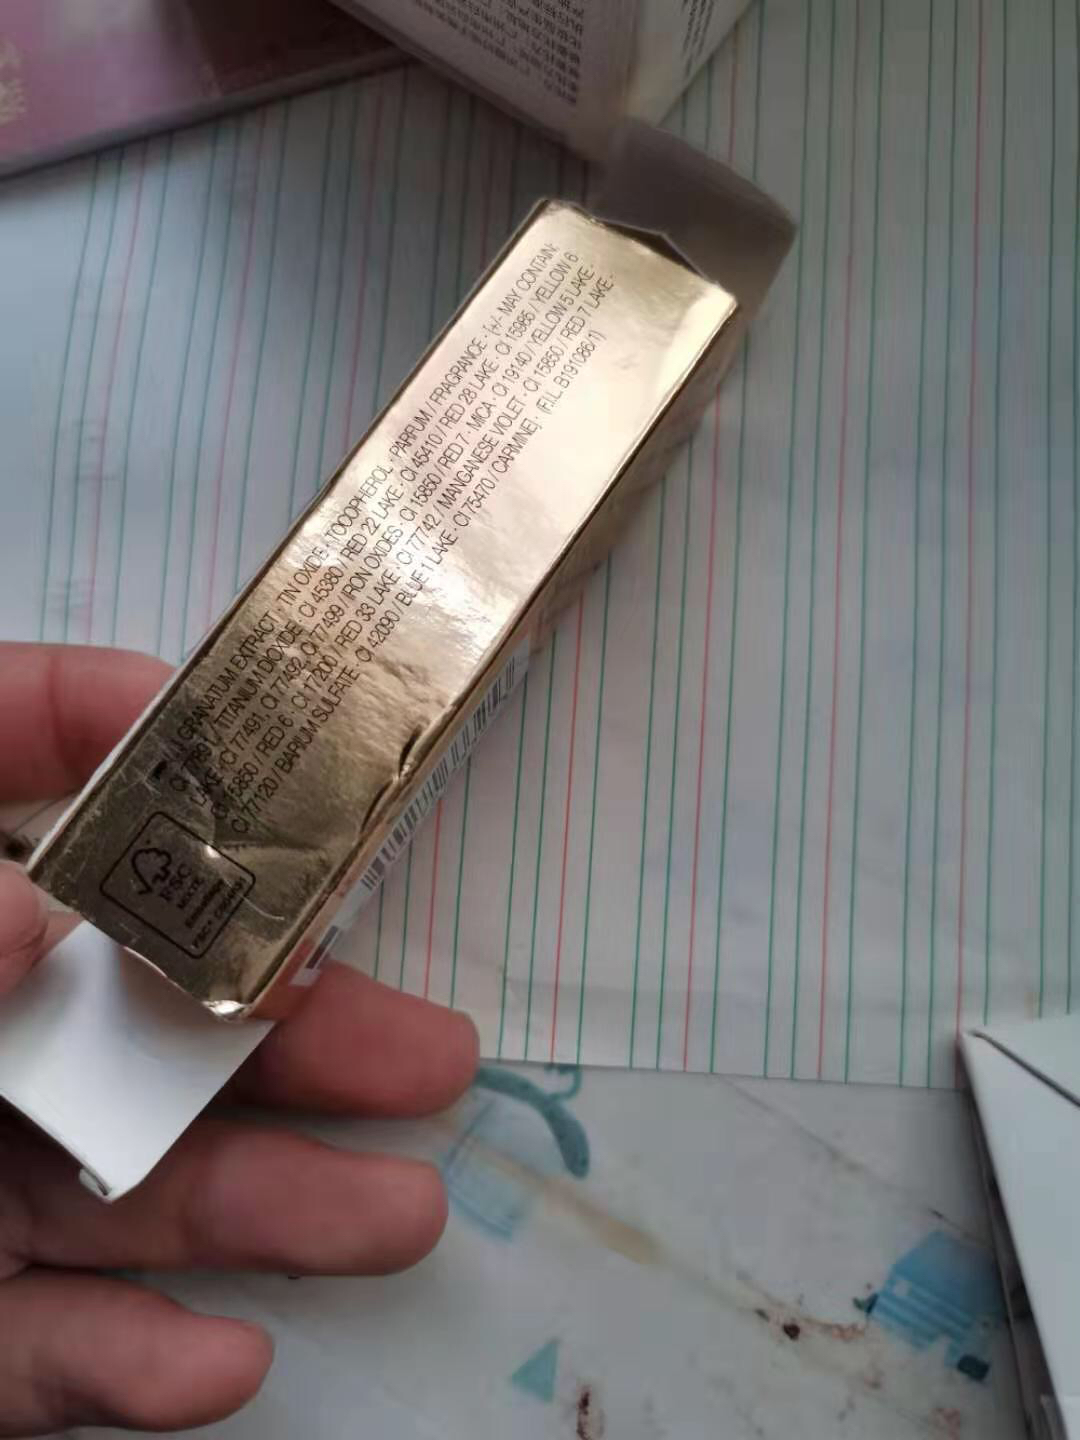 GRANATUM EXTRACT · TIN OXIDE · TOCOPHEROL · PARFUM / FRAGRANCE · [+/- MAY CONTAIN:
CI 77891 / TITANIUM DIOXIDE · CI 45380 / RED 22 LAKE · CI 45410 / RED 28 LAKE · CI 15985 / YELLOW 6
LAKE · CI 77491, CI 77492, CI 77499 / IRON OXIDES · CI 15850 / RED 7 · MICA · CI 19140 / YELLOW 5 LAKE ·
CI 15850 / RED 6 · CI 17200 / RED 33 LAKE · CI 77742 / MANGANESE VIOLET · CI 15850 / RED 7 LAKE ·
CI 77120 / BARIUM SULFATE · CI 42090 / BLUE 1 LAKE · CI 75470 / CARMINE] · (F.I.L. B191086/1)
FSC
MIXTE
Emballage